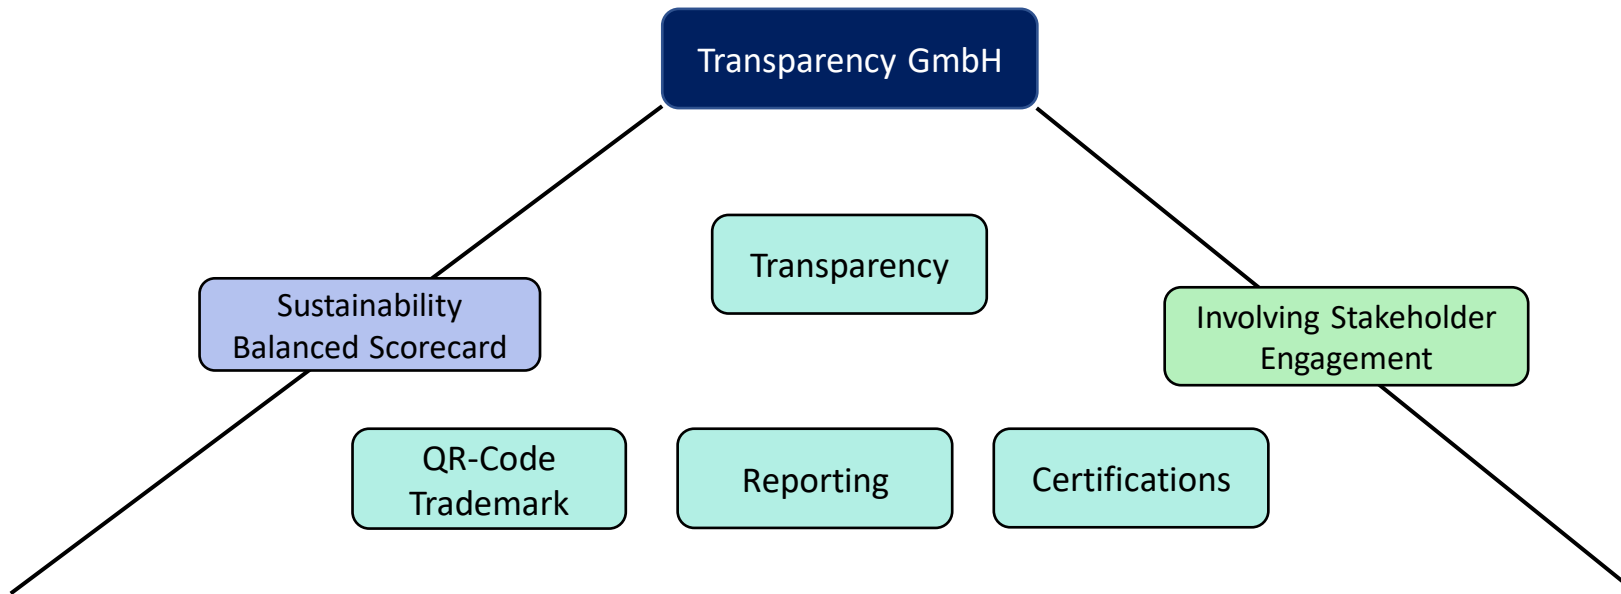 Transparency GmbH
Transparency
Sustainability
Balanced Scorecard
Involving Stakeholder
Engagement
QR-Code
Trademark
Reporting
Certifications